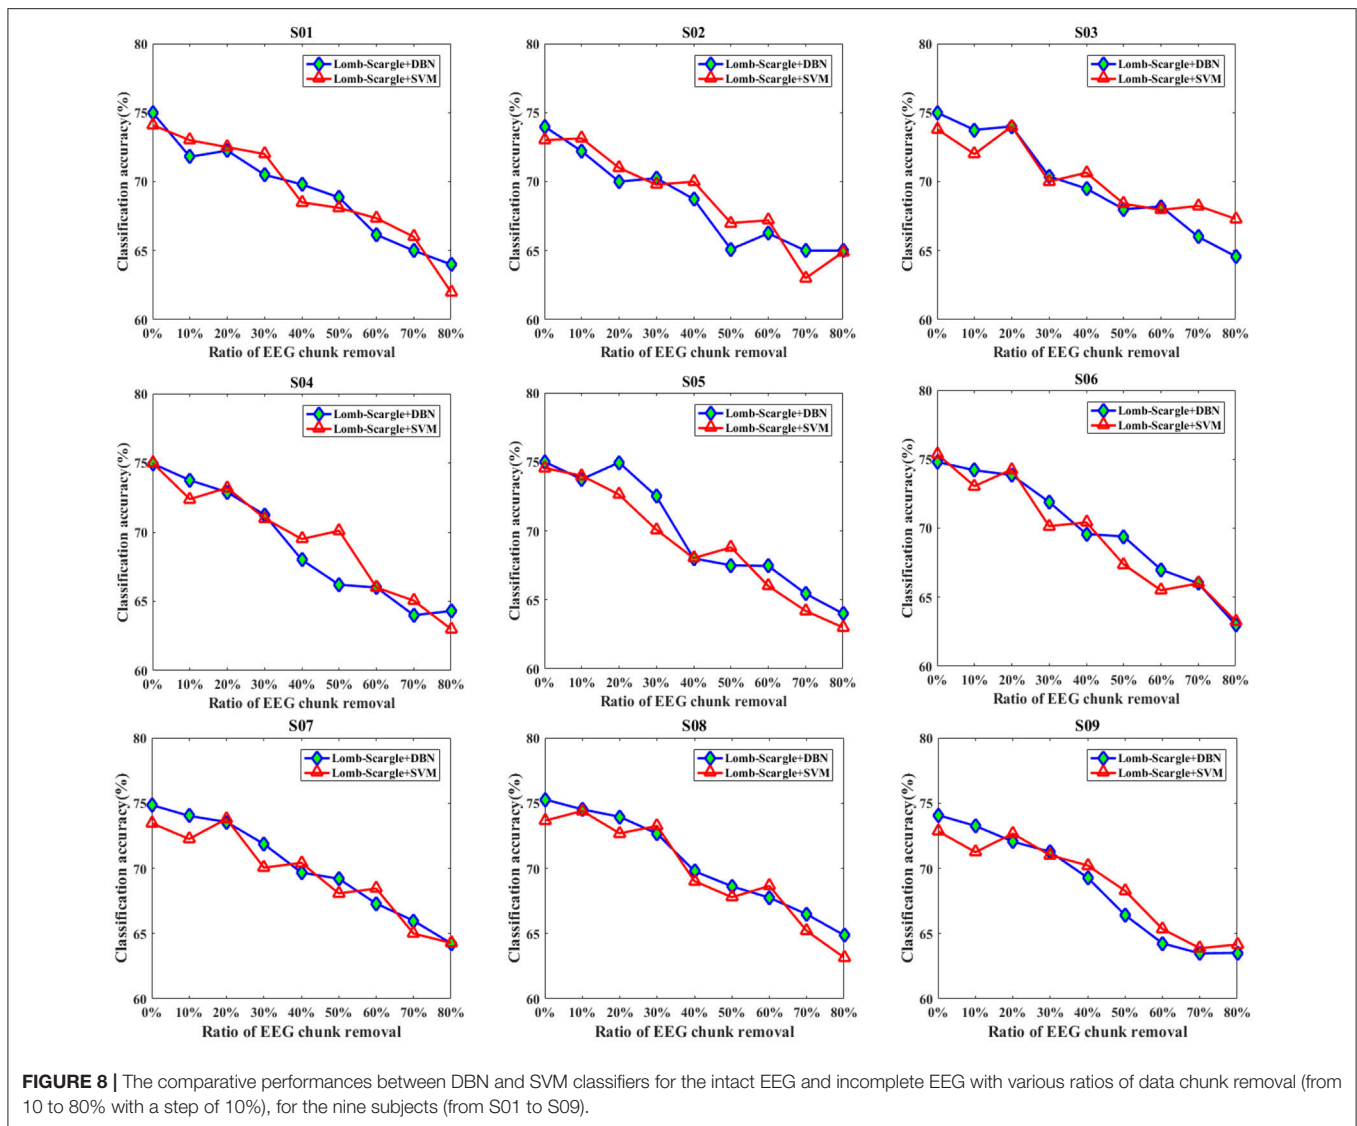 S01
80
75
70
65
60
Classification accuracy(%)
Lomb-Scargle+DBN
Lomb-Scargle+SVM
0% 10% 20% 30% 40% 50% 60% 70% 80%
Ratio of EEG chunk removal
S02
80
75
70
65
60
Classification accuracy(%)
Lomb-Scargle+DBN
Lomb-Scargle+SVM
0% 10% 20% 30% 40% 50% 60% 70% 80%
Ratio of EEG chunk removal
S03
80
75
70
65
60
Classification accuracy(%)
Lomb-Scargle+DBN
Lomb-Scargle+SVM
0% 10% 20% 30% 40% 50% 60% 70% 80%
Ratio of EEG chunk removal
S04
80
75
70
65
60
Classification accuracy(%)
Lomb-Scargle+DBN
Lomb-Scargle+SVM
0% 10% 20% 30% 40% 50% 60% 70% 80%
Ratio of EEG chunk removal
S05
80
75
70
65
60
Classification accuracy(%)
Lomb-Scargle+DBN
Lomb-Scargle+SVM
0% 10% 20% 30% 40% 50% 60% 70% 80%
Ratio of EEG chunk removal
S06
80
75
70
65
60
Classification accuracy(%)
Lomb-Scargle+DBN
Lomb-Scargle+SVM
0% 10% 20% 30% 40% 50% 60% 70% 80%
Ratio of EEG chunk removal
S07
80
75
70
65
60
Classification accuracy(%)
Lomb-Scargle+DBN
Lomb-Scargle+SVM
0% 10% 20% 30% 40% 50% 60% 70% 80%
Ratio of EEG chunk removal
S08
80
75
70
65
60
Classification accuracy(%)
Lomb-Scargle+DBN
Lomb-Scargle+SVM
0% 10% 20% 30% 40% 50% 60% 70% 80%
Ratio of EEG chunk removal
S09
80
75
70
65
60
Classification accuracy(%)
Lomb-Scargle+DBN
Lomb-Scargle+SVM
0% 10% 20% 30% 40% 50% 60% 70% 80%
Ratio of EEG chunk removal
FIGURE 8 | The comparative performances between DBN and SVM classifiers for the intact EEG and incomplete EEG with various ratios of data chunk removal (from
10 to 80% with a step of 10%), for the nine subjects (from S01 to S09).